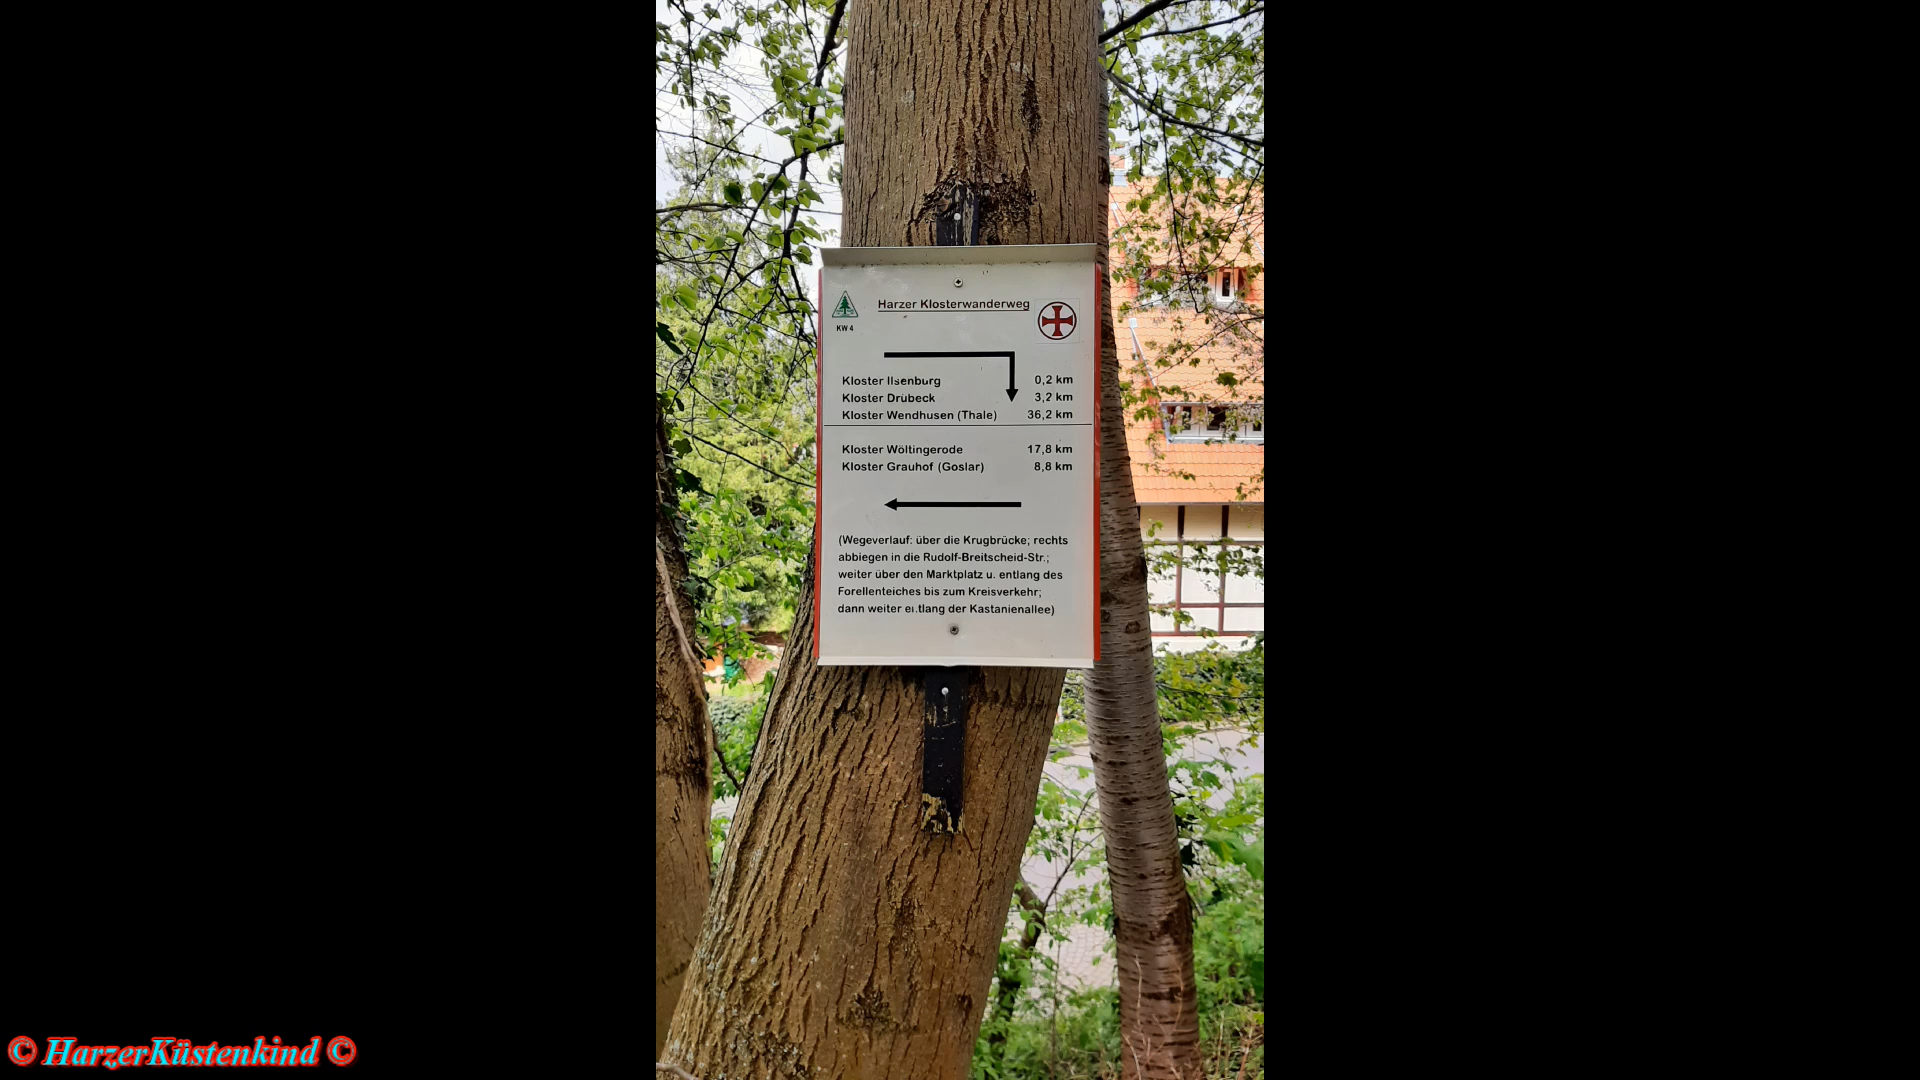 Harzer Klosterwanderweg
KW 4
Kloster Ilsenburg 0,2 km
Kloster Drübeck 3,2 km
Kloster Wendhusen (Thale) 36,2 km
Kloster Wöltingerode 17,8 km
Kloster Grauhof (Goslar) 8,8 km
(Wegeverlauf: über die Krugbrücke; rechts
abbiegen in die Rudolf-Breitscheid-Str.;
weiter über den Marktplatz u. entlang des
Forellenteiches bis zum Kreisverkehr;
dann weiter entlang der Kastanienallee)
© HarzerKüstenkind ©